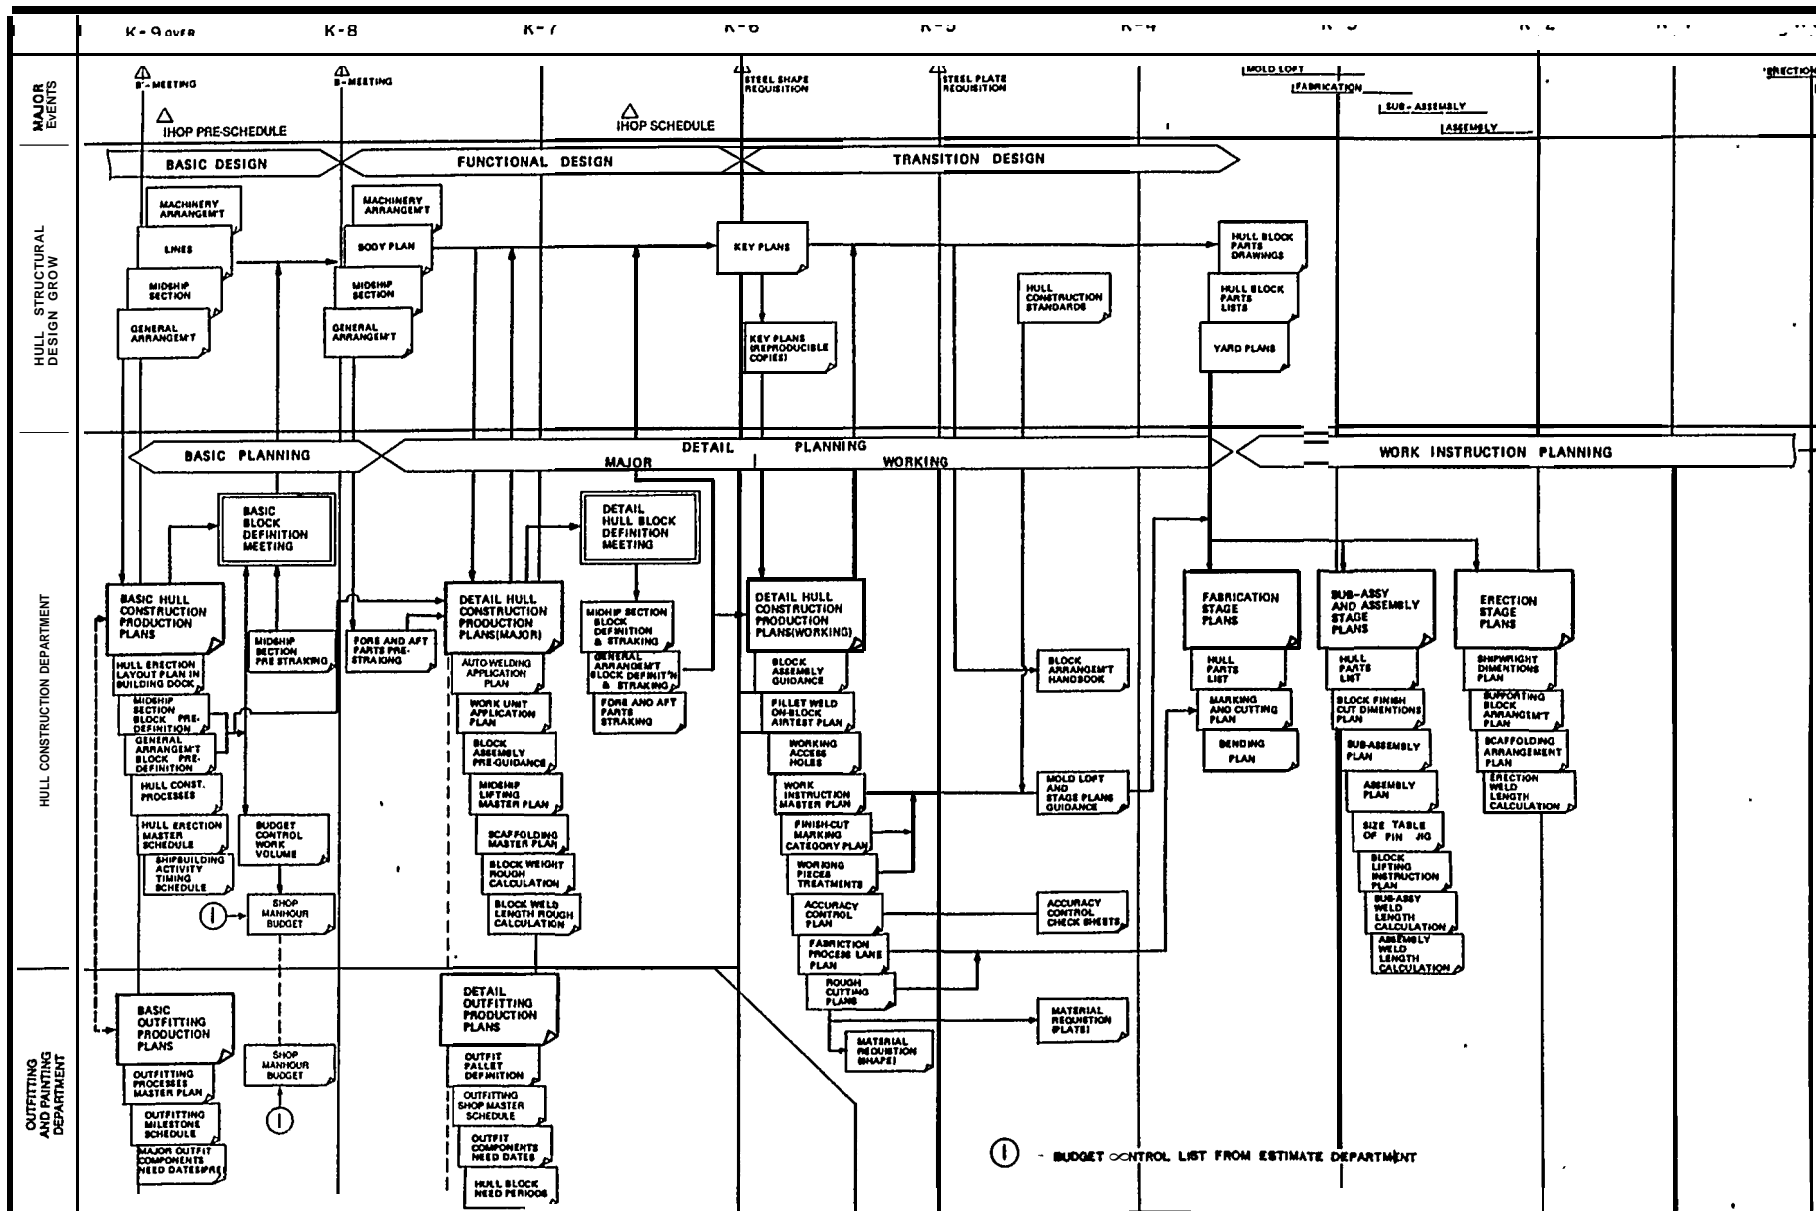 K-9 OVER
K-8
K-7
K-6
K-5
K-4
MAJOR
EVENTS
B'-MEETING
B-MEETING
STEEL SHAPE
REQUISITION
STEEL PLATE
REQUISITION
MOLD LOFT
FABRICATION
SUB-ASSEMBLY
ASSEMBLY
IHOP PRE-SCHEDULE
IHOP SCHEDULE
BASIC DESIGN
FUNCTIONAL DESIGN
TRANSITION DESIGN
HULL STRUCTURAL
DESIGN GROW
MACHINERY
ARRANGEM'T
LINES
MIDSHIP
SECTION
GENERAL
ARRANGEM'T
MACHINERY
ARRANGEM'T
BODY PLAN
MIDSHIP
SECTION
GENERAL
ARRANGEM'T
KEY PLANS
KEY PLANS
(REPRODUCIBLE
COPIES)
HULL
CONSTRUCTION
STANDARDS
HULL BLOCK
PARTS
DRAWINGS
HULL BLOCK
PARTS
LISTS
YARD PLANS
BASIC PLANNING
DETAIL PLANNING
MAJOR WORKING
WORK INSTRUCTION PLANNING
HULL CONSTRUCTION DEPARTMENT
BASIC
BLOCK
DEFINITION
MEETING
BASIC HULL
CONSTRUCTION
PRODUCTION
PLANS
MIDSHIP
SECTION
PRE STRAKING
HULL ERECTION
LAYOUT PLAN IN
BUILDING DOCK
MIDSHIP
SECTION
BLOCK PRE-
DEFINITION
GENERAL
ARRANGEM'T
BLOCK PRE-
DEFINITION
HULL CONST.
PROCESSES
HULL ERECTION
MASTER
SCHEDULE
SHIPBUILDING
ACTIVITY
TIMING
SCHEDULE
BUDGET
CONTROL
WORK
VOLUME
1
SHOP
MANHOUR
BUDGET
FORE AND AFT
PARTS PRE-
STRAKING
DETAIL HULL
CONSTRUCTION
PRODUCTION
PLANS(MAJOR)
AUTO WELDING
APPLICATION
PLAN
WORK UNIT
APPLICATION
PLAN
BLOCK
ASSEMBLY
PRE-GUIDANCE
MIDSHIP
LIFTING
MASTER PLAN
SCAFFOLDING
MASTER PLAN
BLOCK WEIGHT
ROUGH
CALCULATION
BLOCK WELD
LENGTH ROUGH
CALCULATION
DETAIL
HULL BLOCK
DEFINITION
MEETING
MIDHIP SECTION
BLOCK
DEFINITION
& STRAKING
GENERAL
ARRANGEM'T
BLOCK DEFINIT'N
& STRAKING
FORE AND AFT
PARTS
STRAKING
DETAIL HULL
CONSTRUCTION
PRODUCTION
PLANS(WORKING)
BLOCK
ASSEMBLY
GUIDANCE
FILLET WELD
ON-BLOCK
AIRTEST PLAN
WORKING
ACCESS
HOLES
WORK
INSTRUCTION
MASTER PLAN
FINISH-CUT
MARKING
CATEGORY PLAN
WORKING
PIECES
TREATMENTS
ACCURACY
CONTROL
PLAN
FABRICTION
PROCESS LANE
PLAN
ROUGH
CUTTING
PLANS
MATERIAL
REQUISTION
(SHAPE)
BLOCK
ARRANGEM'T
HANDBOOK
MOLD LOFT
AND
STAGE PLANS
GUIDANCE
ACCURACY
CONTROL
CHECK SHEETS
MATERIAL
REQUISTION
(PLATE)
FABRICATION
STAGE
PLANS
HULL
PARTS
LIST
MARKING
AND CUTTING
PLAN
BENDING
PLAN
SUB-ASSY
AND ASSEMBLY
STAGE
PLANS
HULL
PARTS
LIST
BLOCK FINISH
CUT DIMENTIONS
PLAN
SUB-ASSEMBLY
PLAN
ASSEMBLY
PLAN
SIZE TABLE
OF PIN JIG
BLOCK
LIFTING
INSTRUCTION
PLAN
SUB-ASSY
WELD
LENGTH
CALCULATION
ASSEMBLY
WELD
LENGTH
CALCULATION
ERECTION
STAGE
PLANS
SHIPWRIGHT
DIMENTIONS
PLAN
SUPPORTING
BLOCK
ARRANGEM'T
PLAN
SCAFFOLDING
ARRANGEMENT
PLAN
ERECTION
WELD
LENGTH
CALCULATION
OUTFITTING
AND PAINTING
DEPARTMENT
BASIC
OUTFITTING
PRODUCTION
PLANS
OUTFITTING
PROCESSES
MASTER PLAN
OUTFITTING
MILESTONE
SCHEDULE
MAJOR OUTFIT
COMPONENTS
NEED DATES(PRE)
SHOP
MANHOUR
BUDGET
1
DETAIL
OUTFITTING
PRODUCTION
PLANS
OUTFIT
PALLET
DEFINITION
OUTFITTING
SHOP MASTER
SCHEDULE
OUTFIT
COMPONENTS
NEED DATES
HULL BLOCK
NEED PERIODS
1 - BUDGET CONTROL LIST FROM ESTIMATE DEPARTMENT